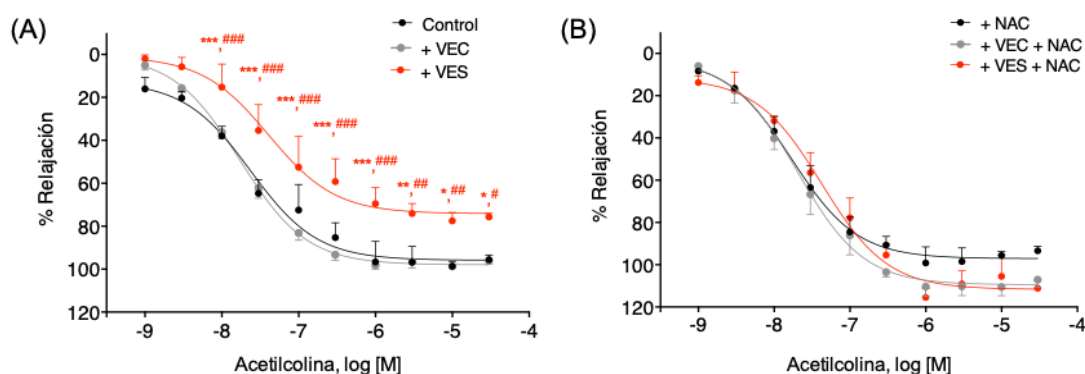 (A)
Control
+ VEC
+ VES
***, ###
***, ###
***, ###
***, ###
***, ###
**, ##
*, ##
*, #
0
20
40
60
80
100
120
% Relajación
-9 -8 -7 -6 -5 -4
Acetilcolina, log [M]
(B)
+ NAC
+ VEC + NAC
+ VES + NAC
0
20
40
60
80
100
120
% Relajación
-9 -8 -7 -6 -5 -4
Acetilcolina, log [M]